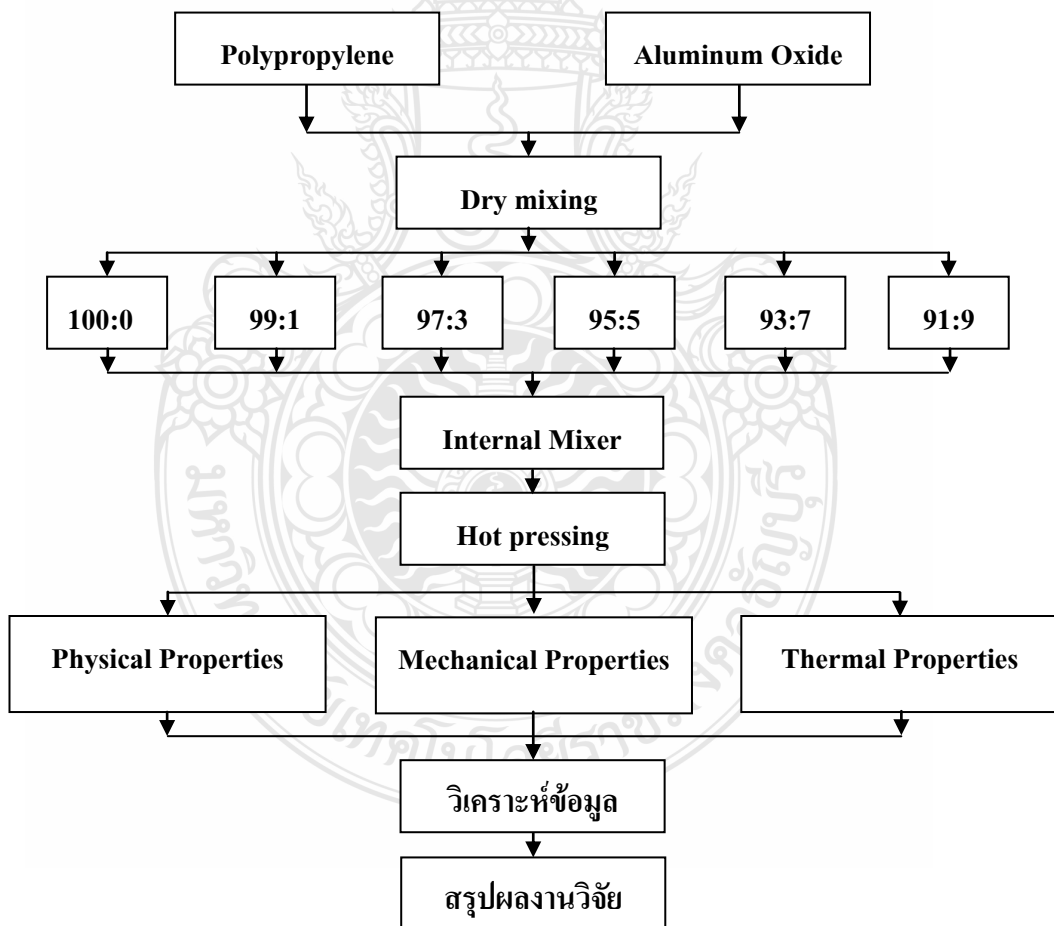 Polypropylene
Aluminum Oxide
Dry mixing
100:0
99:1
97:3
95:5
93:7
91:9
Internal Mixer
Hot pressing
Physical Properties
Mechanical Properties
Thermal Properties
วิเคราะห์ข้อมูล
สรุปผลงานวิจัย